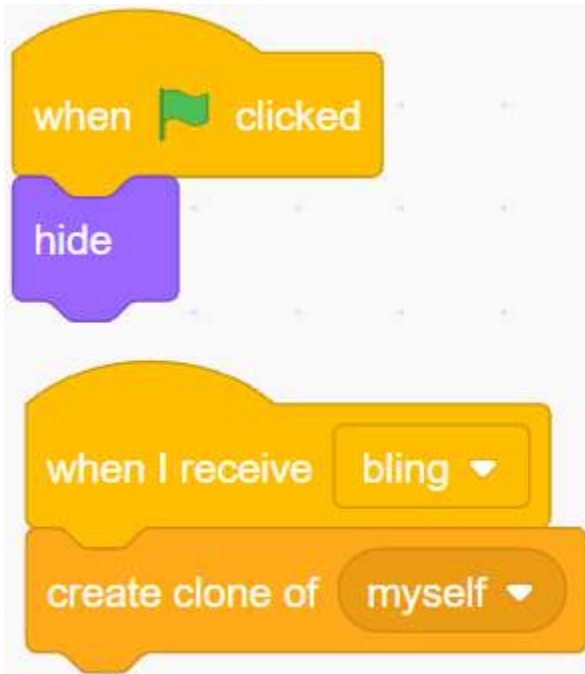 when clicked
hide
when I receive bling
create clone of myself